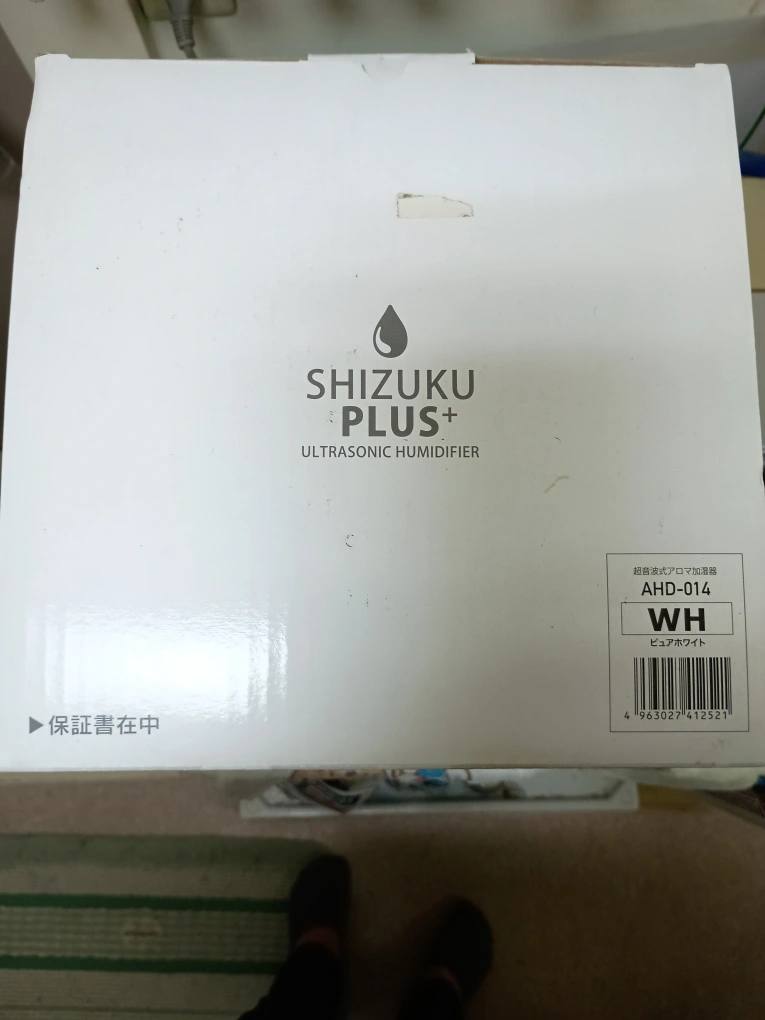 SHIZUKU
PLUS+
ULTRASONIC HUMIDIFIER
超音波式アロマ加湿器
AHD-014
WH
ピュアホワイト
4 963027 412521
▶保証書在中